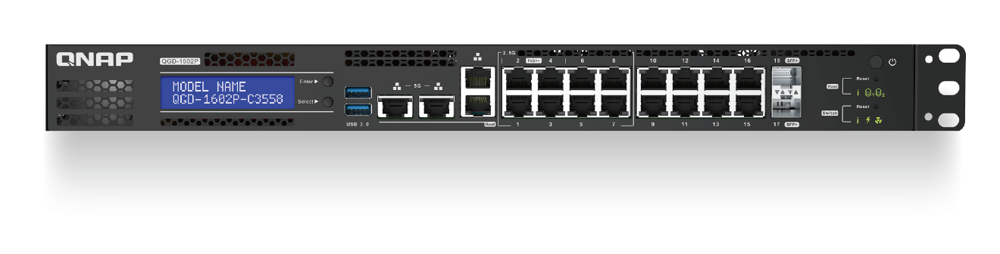 QNAP
QGD-1602P
MODEL NAME
QGD-1602P-C3558
Enter
Select
USB 3.0
5G
Host
2.5G
2 PoE++ 4 6 8
1 3 5 7
10 12 14 16
9 11 13 15
18 SFP+
17 SFP+
Host
Reset
1 2
Switch
Reset